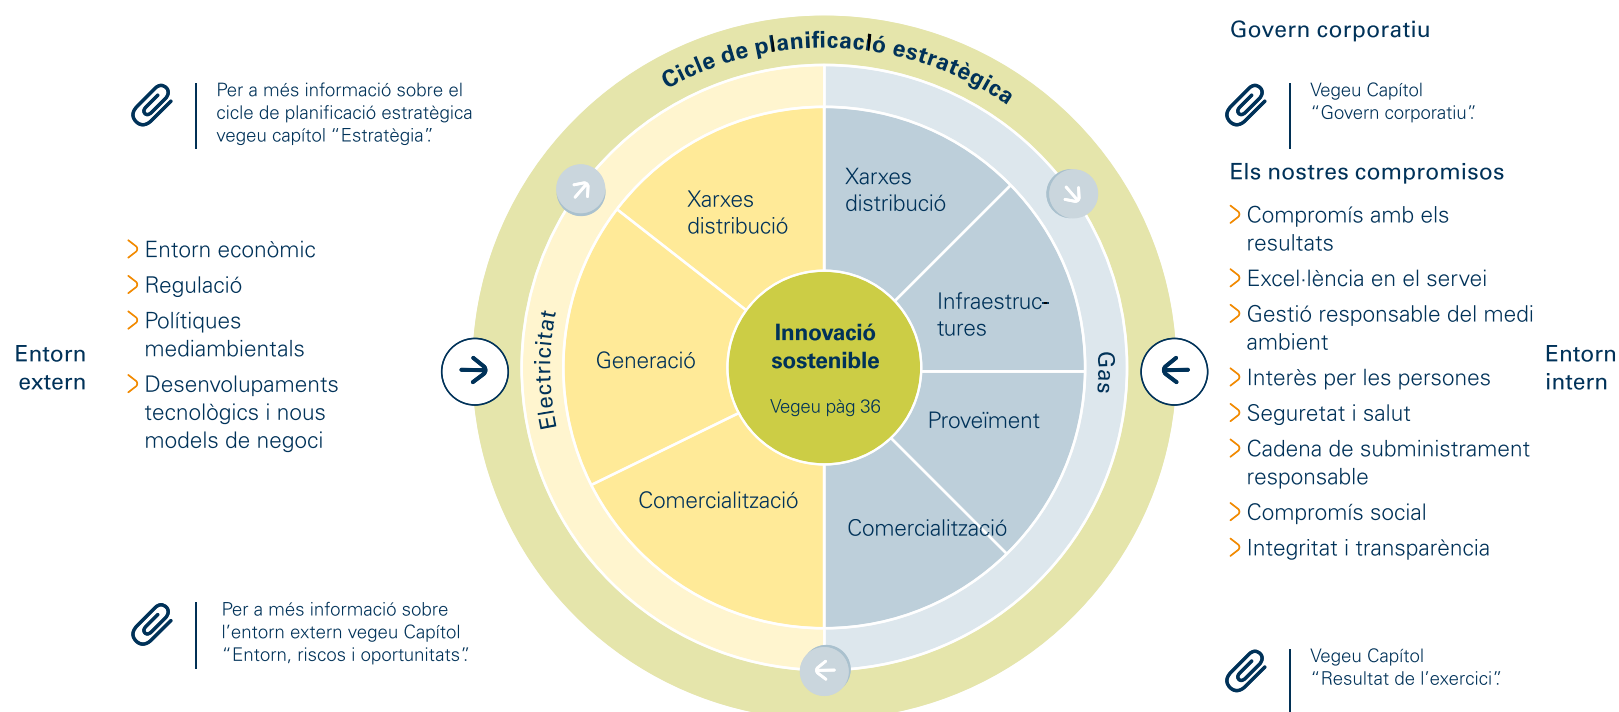 Cicle de planificació estratègica
Per a més informació sobre el
cicle de planificació estratègica
vegeu capítol “Estratègia”.
Entorn
extern
Entorn econòmic
Regulació
Polítiques
mediambientals
Desenvolupaments
tecnològics i nous
models de negoci
Per a més informació sobre
l’entorn extern vegeu Capítol
“Entorn, riscos i oportunitats”.
Electricitat
Xarxes
distribució
Generació
Comercialització
Innovació
sostenible
Vegeu pàg 36
Gas
Xarxes
distribució
Infraestruc-
tures
Proveïment
Comercialització
Govern corporatiu
Vegeu Capítol
“Govern corporatiu”.
Els nostres compromisos
Compromís amb els
resultats
Excel·lència en el servei
Gestió responsable del medi
ambient
Interès per les persones
Seguretat i salut
Cadena de subministrament
responsable
Compromís social
Integritat i transparència
Entorn
intern
Vegeu Capítol
“Resultat de l’exercici”.